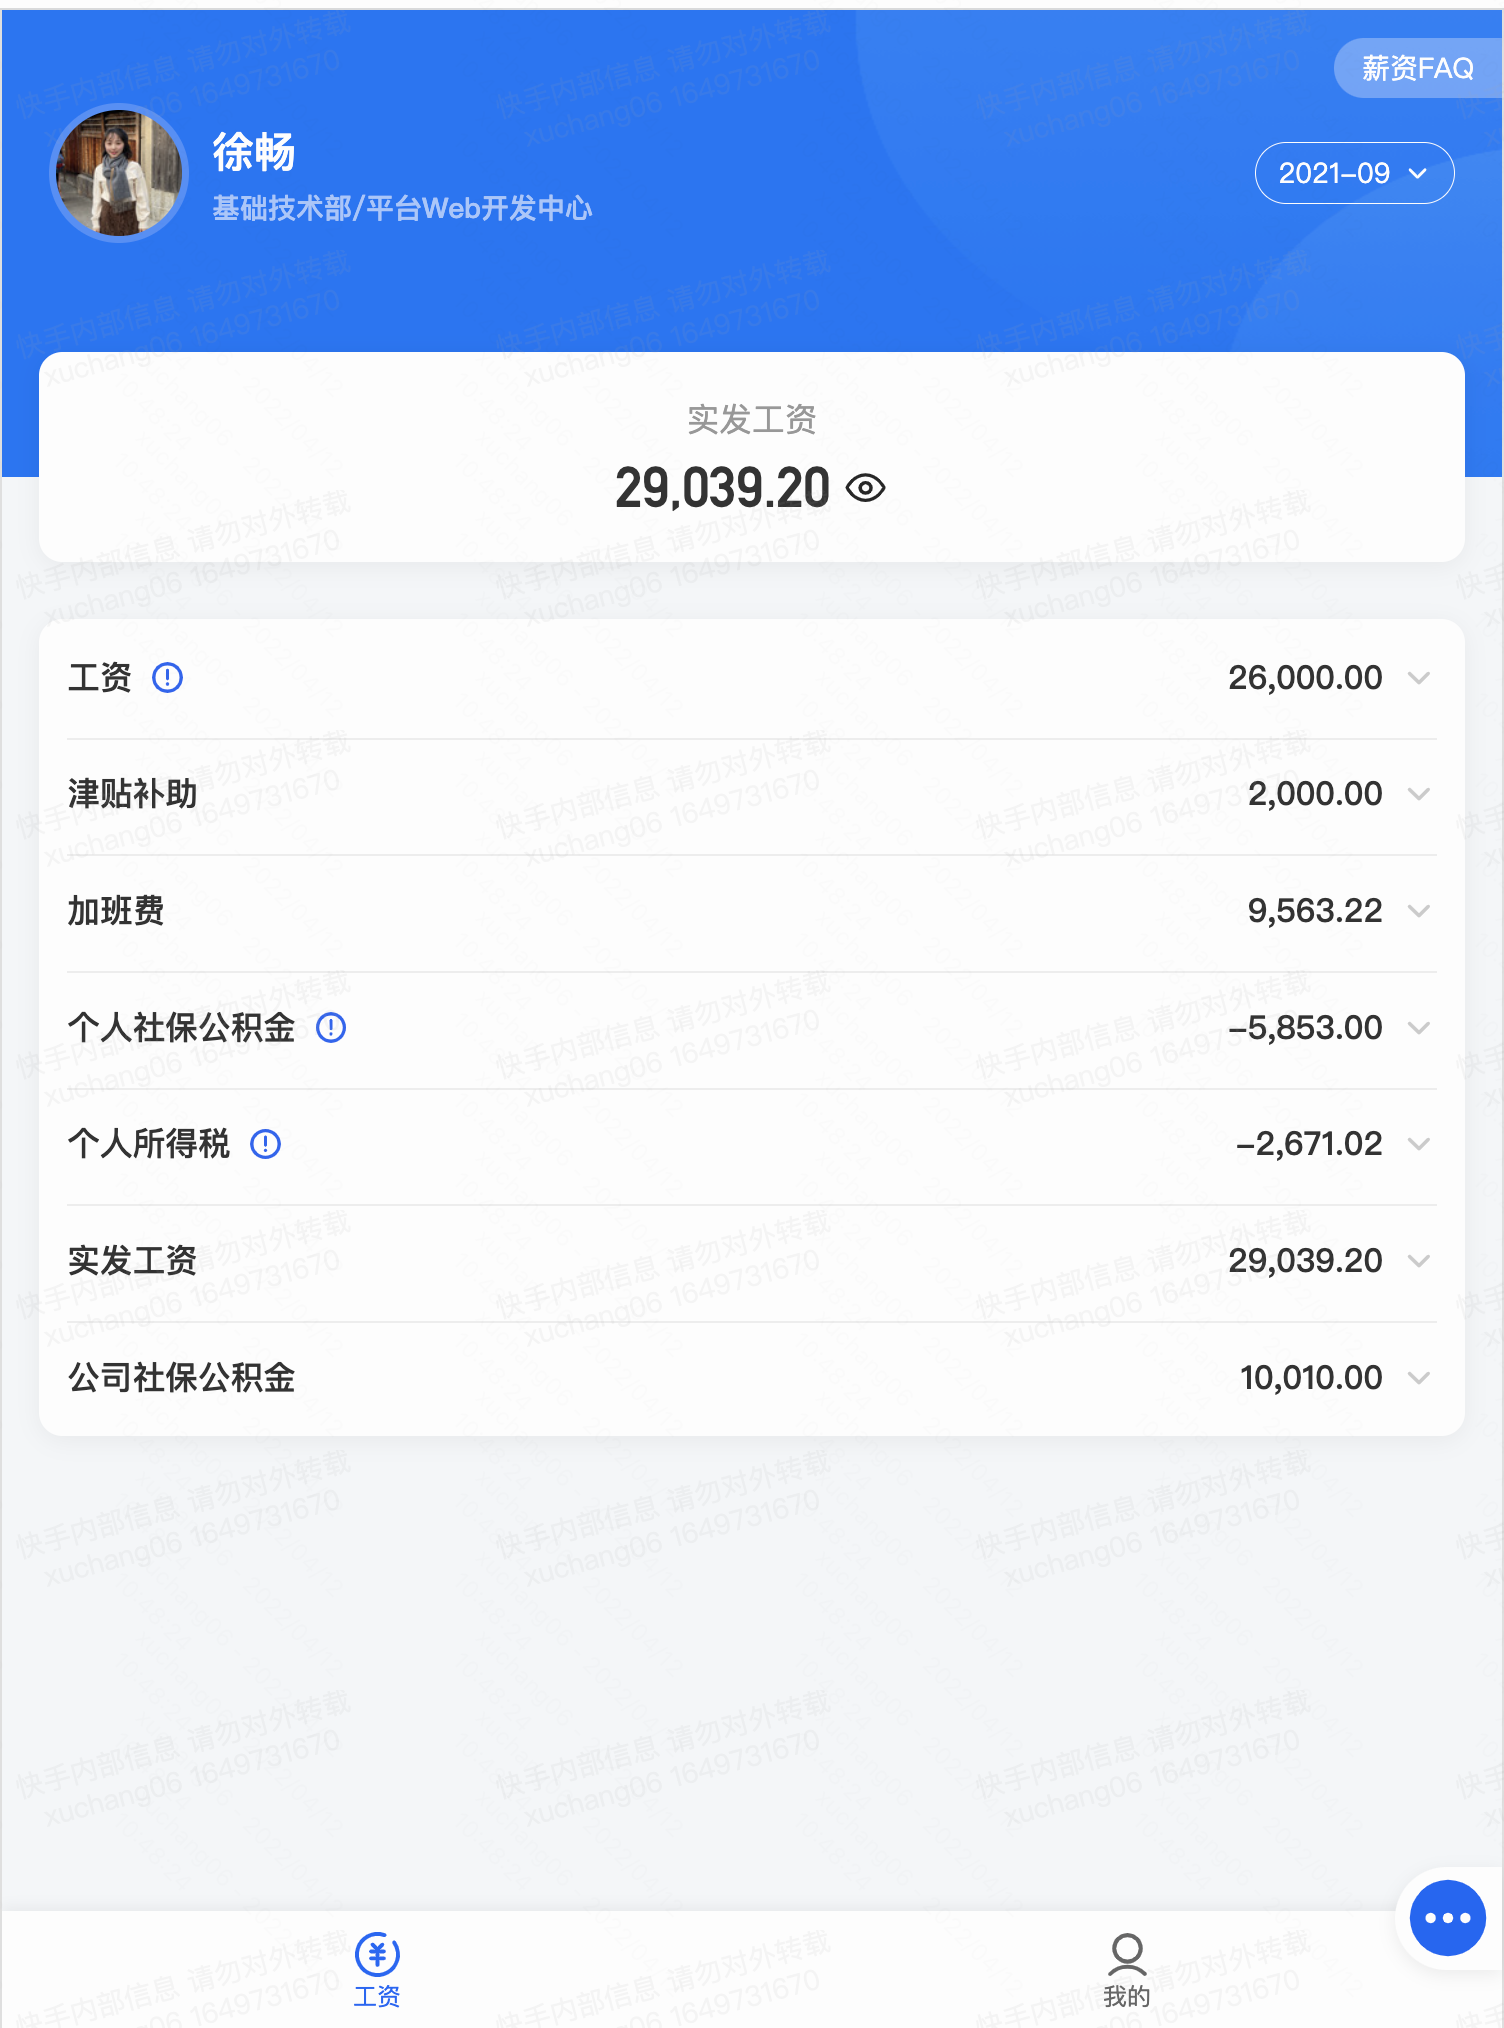 薪资FAQ
徐畅
基础技术部/平台Web开发中心
2021-09
实发工资
29,039.20
工资
26,000.00
津贴补助
2,000.00
加班费
9,563.22
个人社保公积金
-5,853.00
个人所得税
-2,671.02
实发工资
29,039.20
公司社保公积金
10,010.00
工资
我的
快手内部信息 请勿对外转载
xuchang06 1649731670